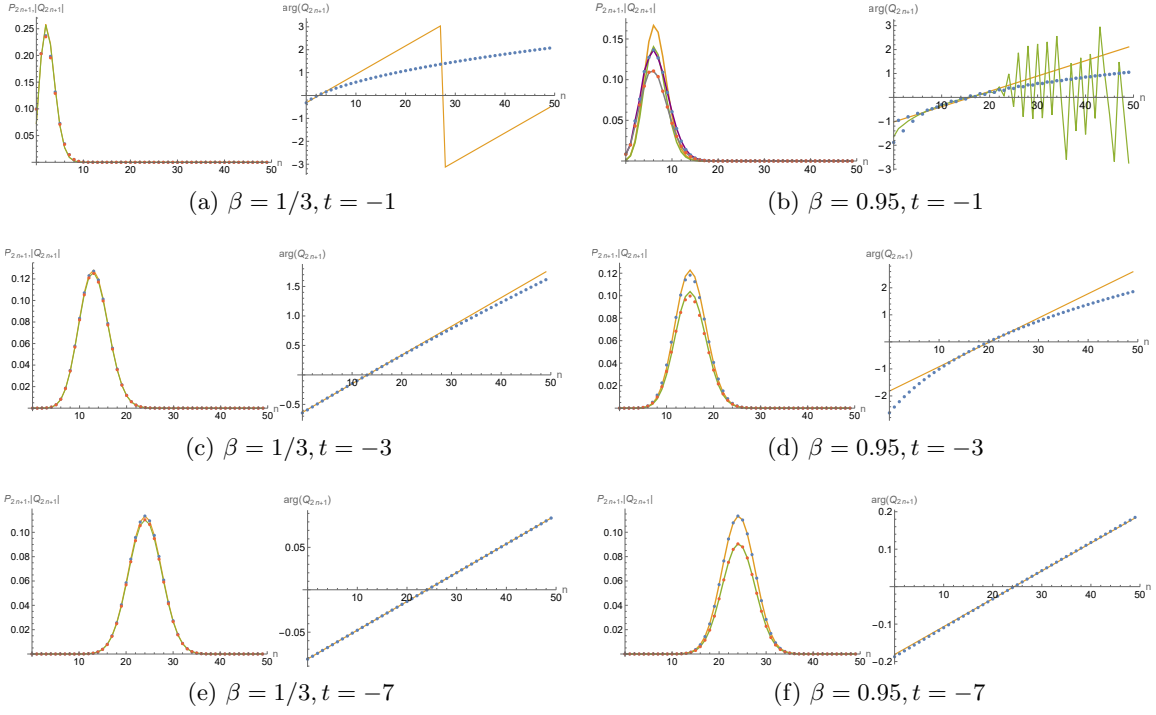 P2n+1,|Q2n+1|
0.25
0.20
0.15
0.10
0.05
10 20 30 40 50 n
arg(Q2n+1)
3
2
1
10 20 30 40 50 n
−1
−2
−3
P2n+1,|Q2n+1|
0.15
0.10
0.05
10 20 30 40 50 n
arg(Q2n+1)
3
2
1
10 20 30 40 50 n
−1
−2
−3
(a) β = 1/3, t = −1
(b) β = 0.95, t = −1
P2n+1,|Q2n+1|
0.12
0.10
0.08
0.06
0.04
0.02
10 20 30 40 50 n
arg(Q2n+1)
1.5
1.0
0.5
10 20 30 40 50 n
−0.5
P2n+1,|Q2n+1|
0.12
0.10
0.08
0.06
0.04
0.02
10 20 30 40 50 n
arg(Q2n+1)
2
1
10 20 30 40 50 n
−1
−2
(c) β = 1/3, t = −3
(d) β = 0.95, t = −3
P2n+1,|Q2n+1|
0.10
0.08
0.06
0.04
0.02
10 20 30 40 50 n
arg(Q2n+1)
0.05
10 20 30 40 50 n
−0.05
P2n+1,|Q2n+1|
0.10
0.08
0.06
0.04
0.02
10 20 30 40 50 n
arg(Q2n+1)
0.2
0.1
10 20 30 40 50 n
−0.1
−0.2
(e) β = 1/3, t = −7
(f) β = 0.95, t = −7